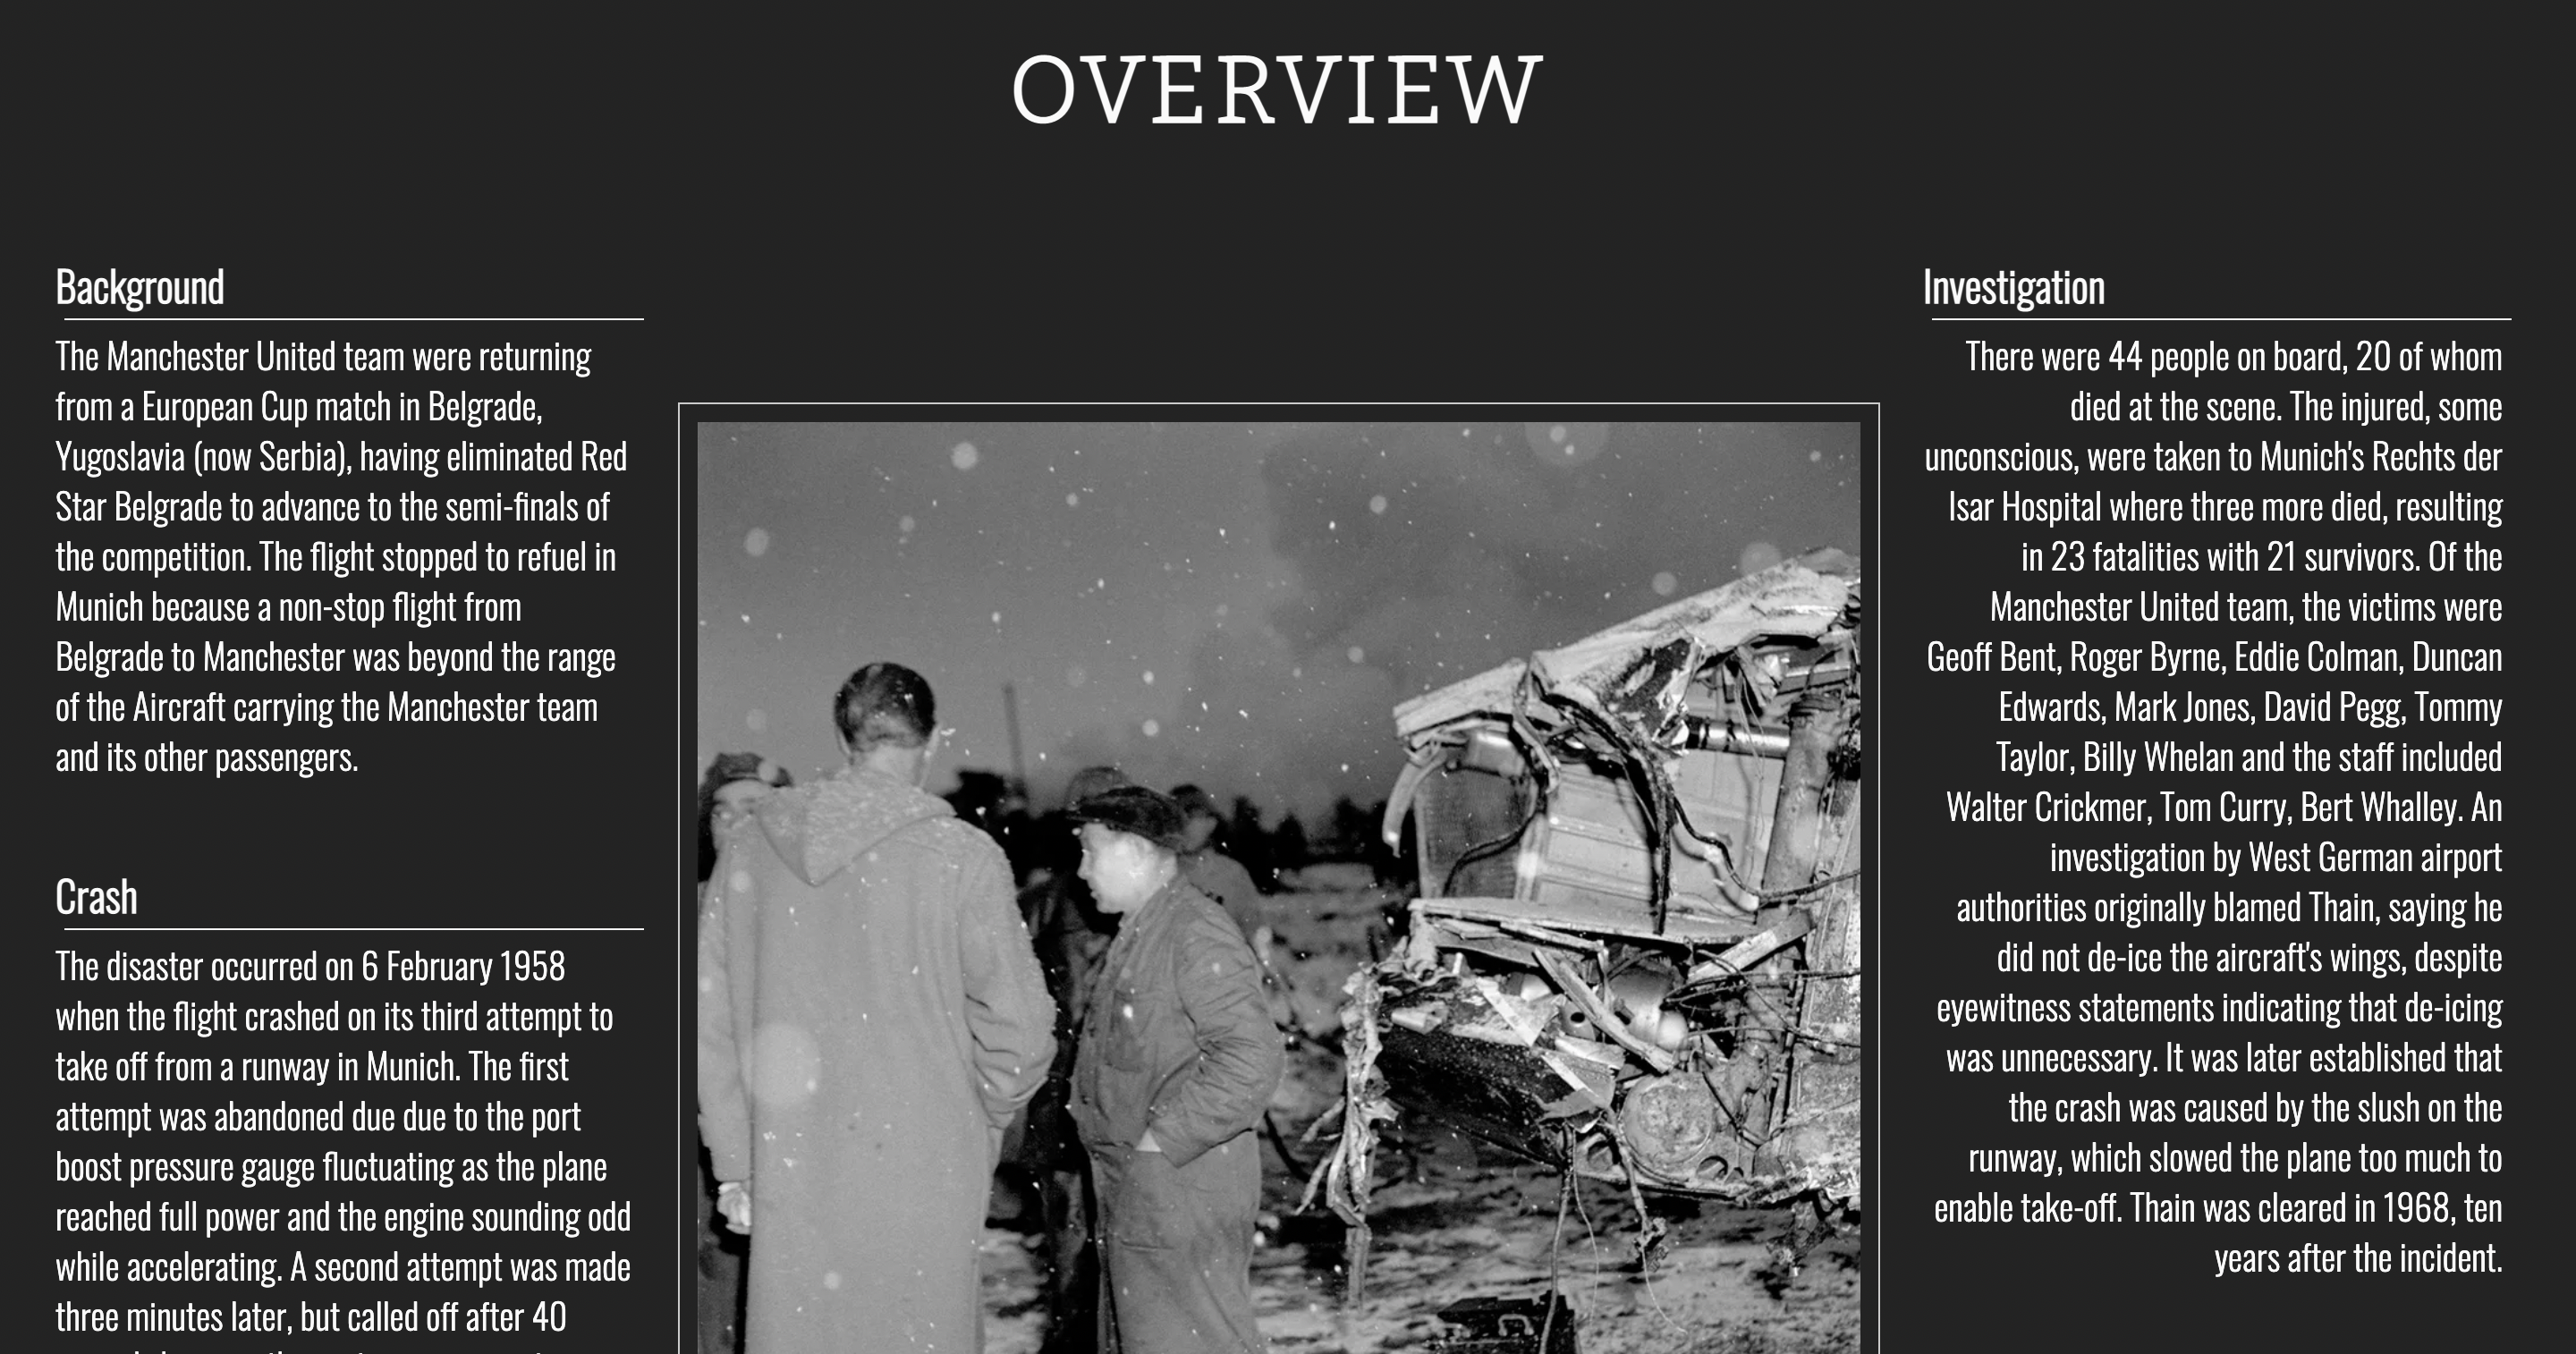 OVERVIEW
Background
The Manchester United team were returning
from a European Cup match in Belgrade,
Yugoslavia (now Serbia), having eliminated Red
Star Belgrade to advance to the semi-finals of
the competition. The flight stopped to refuel in
Munich because a non-stop flight from
Belgrade to Manchester was beyond the range
of the Aircraft carrying the Manchester team
and its other passengers.
Crash
The disaster occurred on 6 February 1958
when the flight crashed on its third attempt to
take off from a runway in Munich. The first
attempt was abandoned due due to the port
boost pressure gauge fluctuating as the plane
reached full power and the engine sounding odd
while accelerating. A second attempt was made
three minutes later, but called off after 40
Investigation
There were 44 people on board, 20 of whom
died at the scene. The injured, some
unconscious, were taken to Munich's Rechts der
Isar Hospital where three more died, resulting
in 23 fatalities with 21 survivors. Of the
Manchester United team, the victims were
Geoff Bent, Roger Byrne, Eddie Colman, Duncan
Edwards, Mark Jones, David Pegg, Tommy
Taylor, Billy Whelan and the staff included
Walter Crickmer, Tom Curry, Bert Whalley. An
investigation by West German airport
authorities originally blamed Thain, saying he
did not de-ice the aircraft's wings, despite
eyewitness statements indicating that de-icing
was unnecessary. It was later established that
the crash was caused by the slush on the
runway, which slowed the plane too much to
enable take-off. Thain was cleared in 1968, ten
years after the incident.